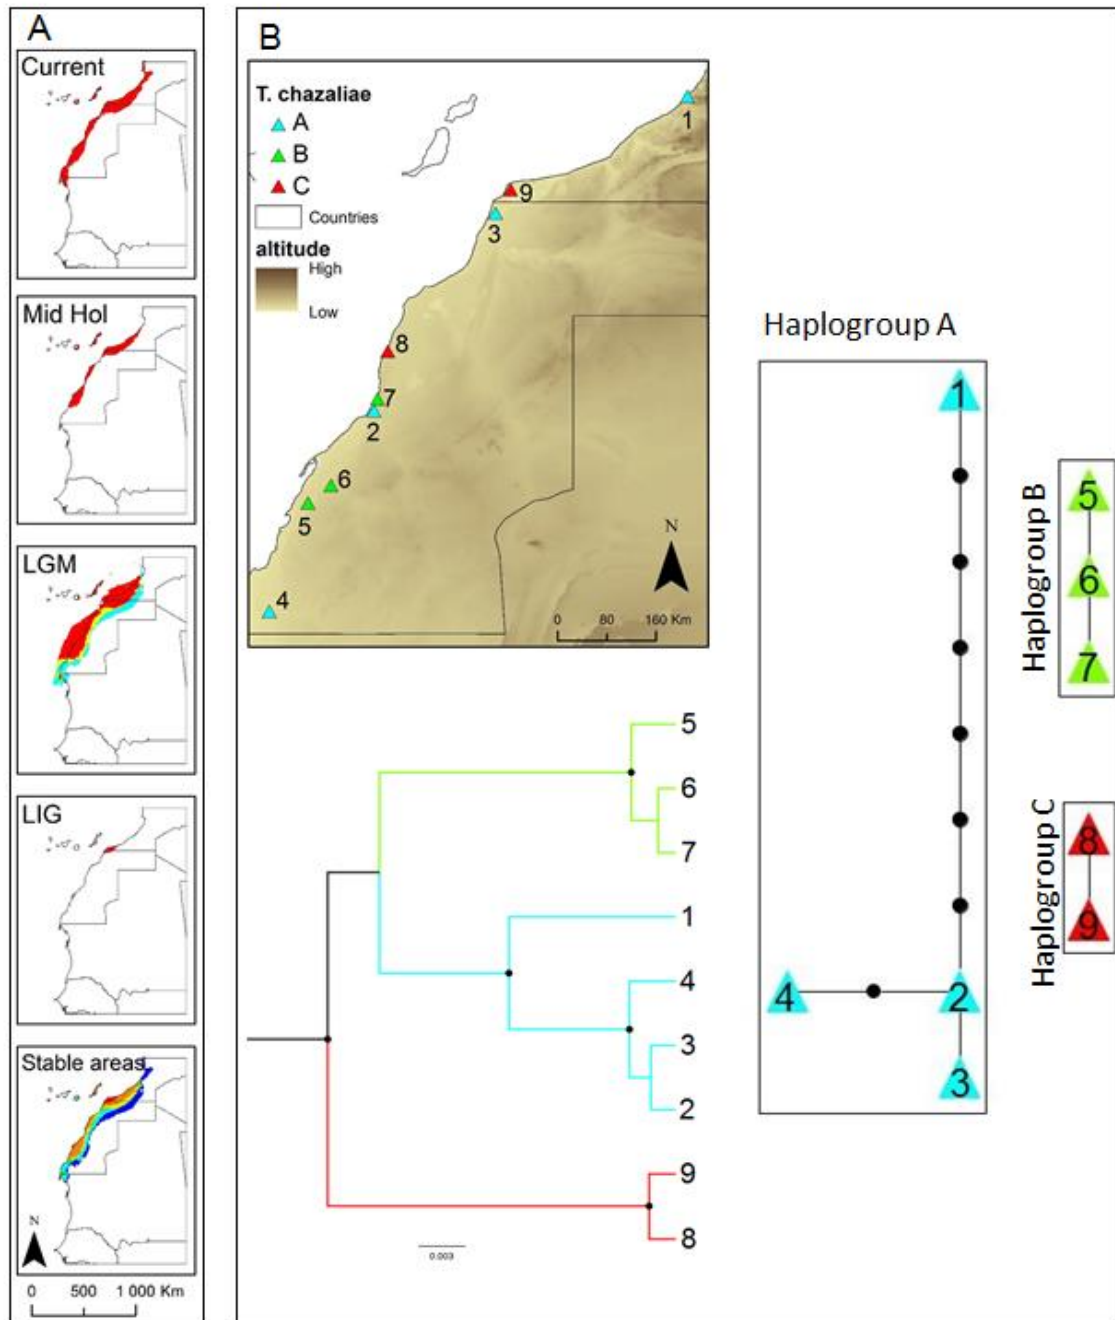 A
Current
Mid Hol
LGM
LIG
Stable areas
N
0 500 1 000 Km
B
T. chazaliae
A
B
C
Countries
altitude
High
Low
1
9
3
8
7
2
6
5
4
N
0 80 160 Km
5
6
7
1
4
3
2
9
8
0.003
Haplogroup A
1
4 2
3
Haplogroup B
5
6
7
Haplogroup C
8
9